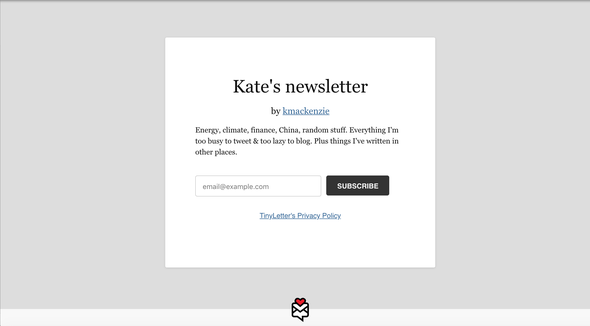 Kate's newsletter
by kmackenzie
Energy, climate, finance, China, random stuff. Everything I'm
too busy to tweet & too lazy to blog. Plus things I've written in
other places.
email@example.com SUBSCRIBE
TinyLetter's Privacy Policy